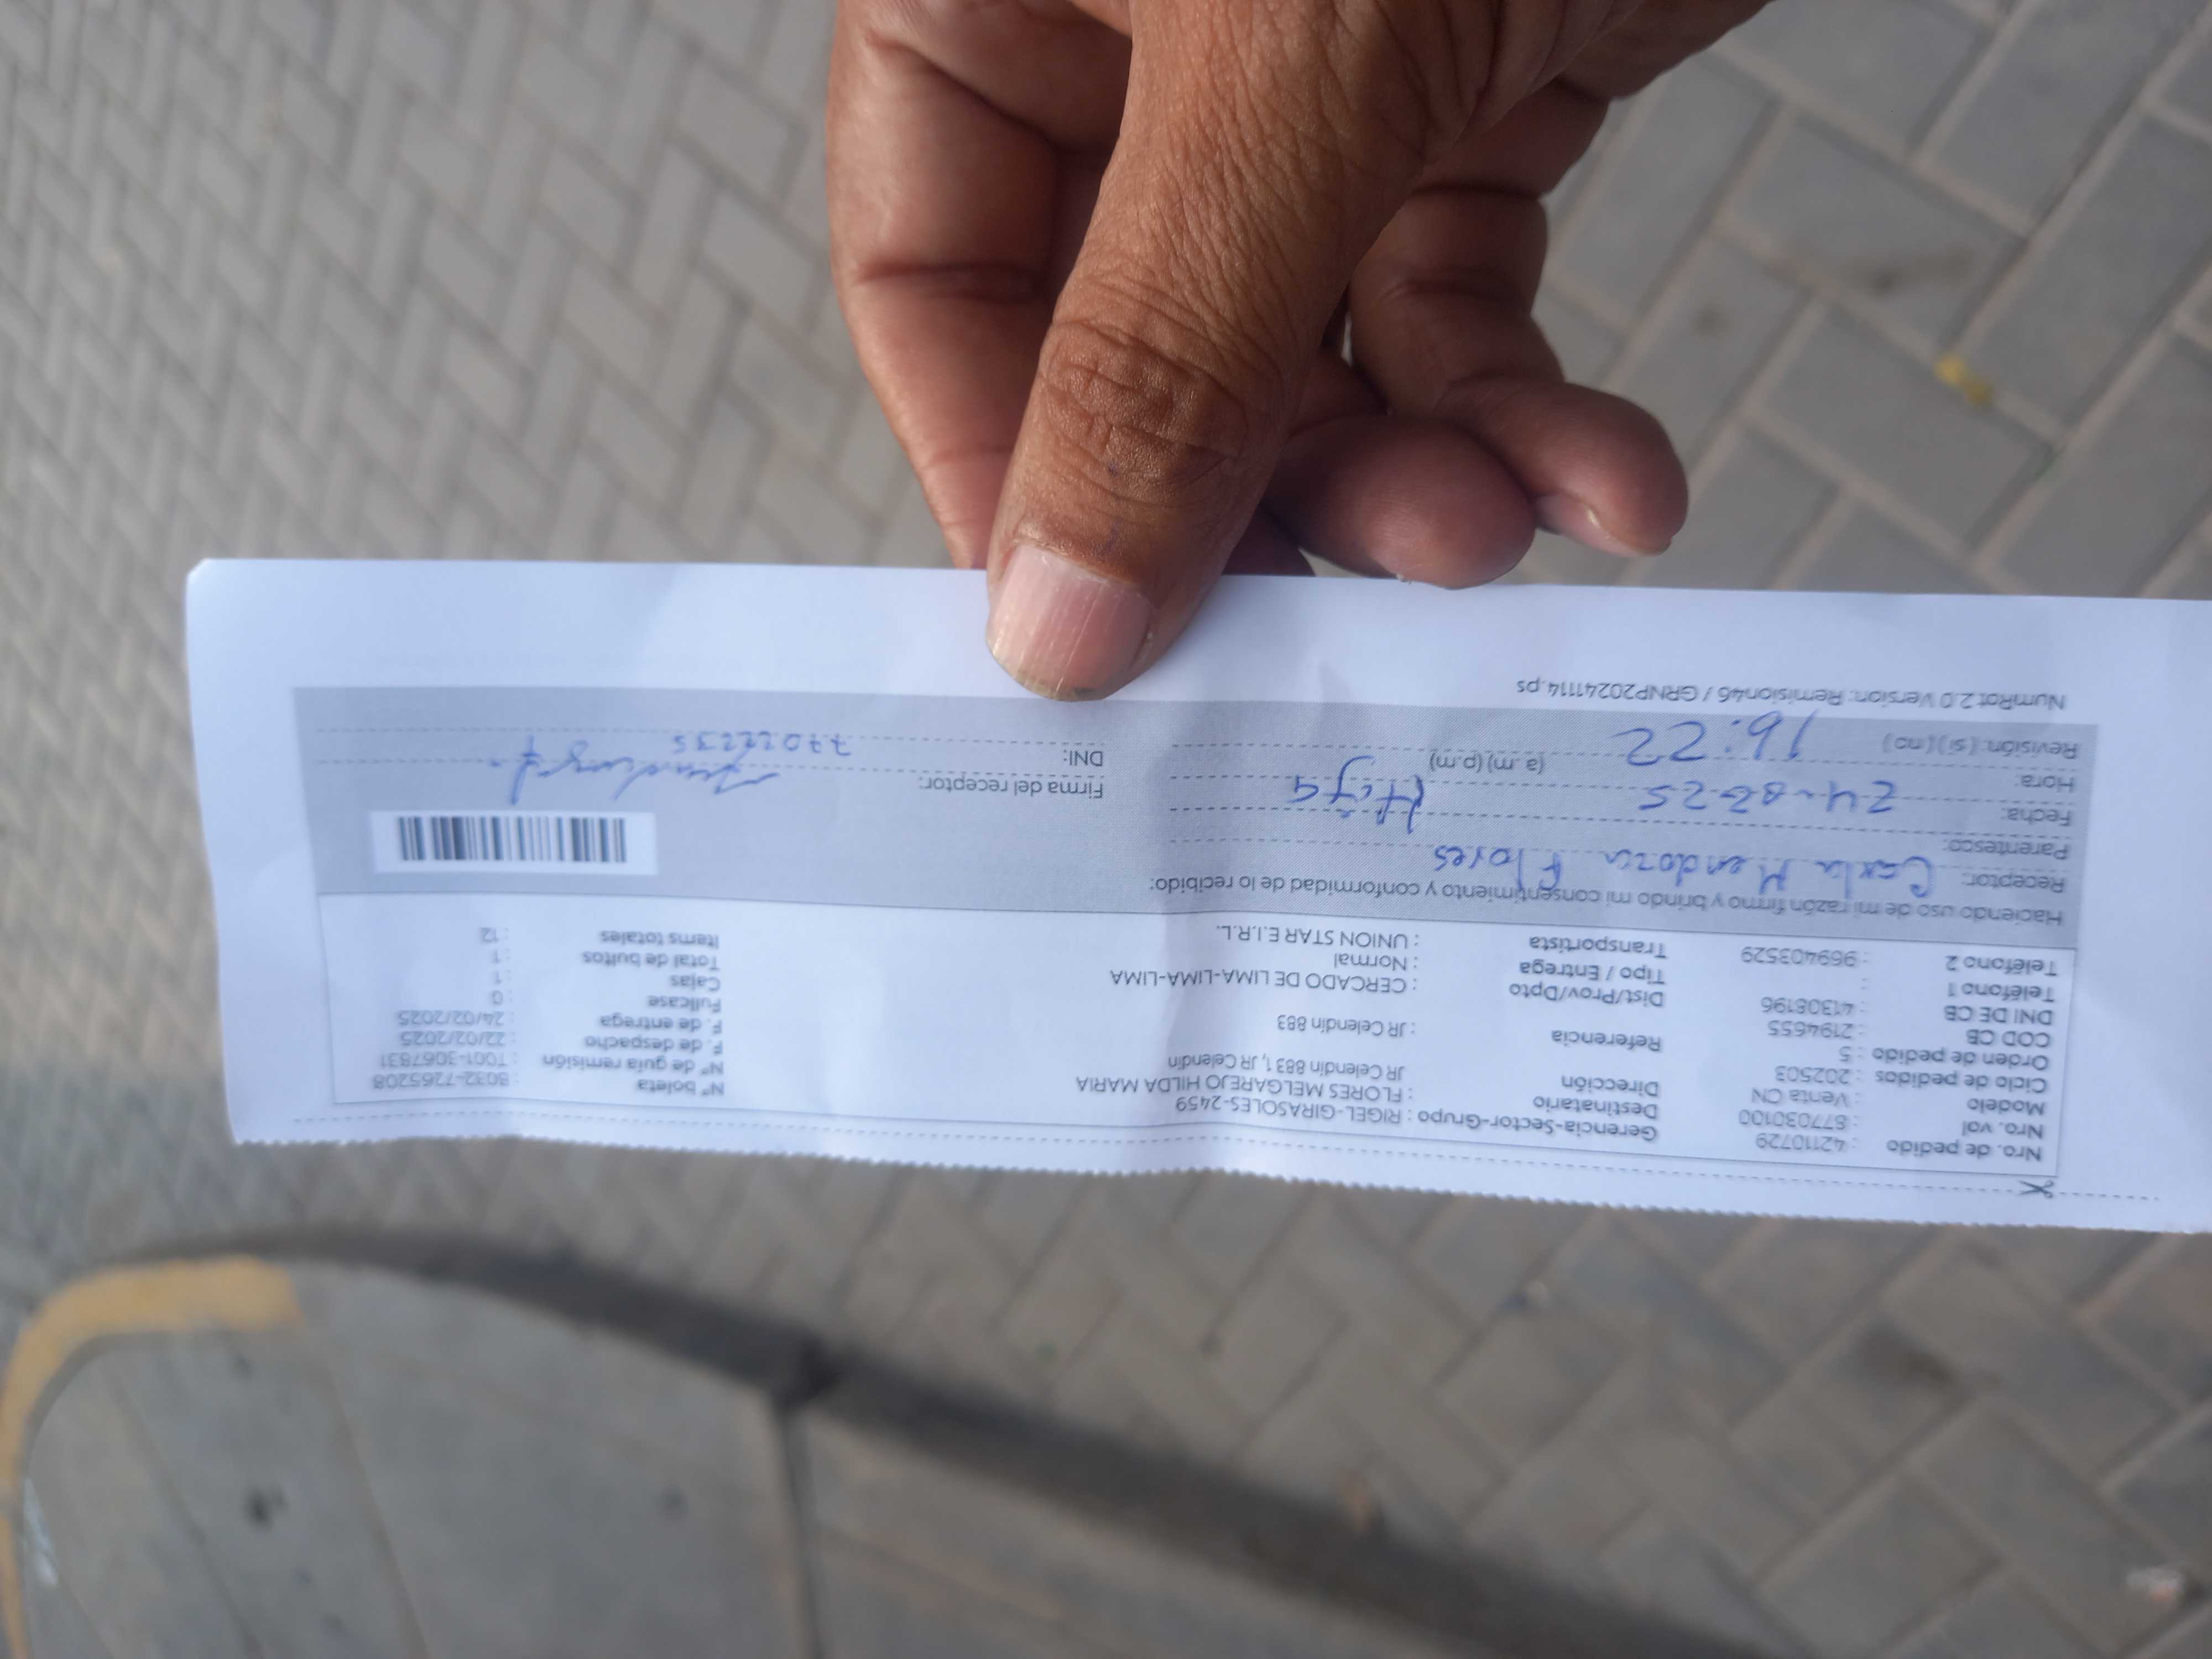 Nro. de pedido : 42110729
Nro. vol : 877030100
Modelo : Venta CN
Ciclo de pedidos : 202503
Orden de pedido : 5
COD CB : 2194655
DNI DE CB : 41308196
Teléfono 1 :
Teléfono 2 : 969403529
Gerencia-Sector-Grupo : RIGEL-GIRASOLES-2459
Destinatario : FLORES MELGAREJO HILDA MARIA
Dirección JR Celendin 883 1, JR Celendin
Referencia : JR Celendin 883
Dist/Prov/Dpto : CERCADO DE LIMA-LIMA-LIMA
Tipo / Entrega : Normal
Transportista : UNION STAR E.I.R.L.
N° boleta : B032-7265208
N° de guía remisión : T001-3067831
F. de despacho : 22/02/2025
F. de entrega : 24/02/2025
Fullcase : 0
Cajas : 1
Total de bultos : 1
Items totales : 12
Haciendo uso de mi razón firmo y brindo mi consentimiento y conformidad de lo recibido:
Receptor: Carla Mendoza Flores
Parentesco: Hija
Fecha: 24-02-25
Hora: 16:22 (a.m) (p.m)
Revisión: ( si ) ( no )
Firma del receptor:
DNI: 77022235
NumRot 2.0 Version: Remision46 / GRNP20241114.ps